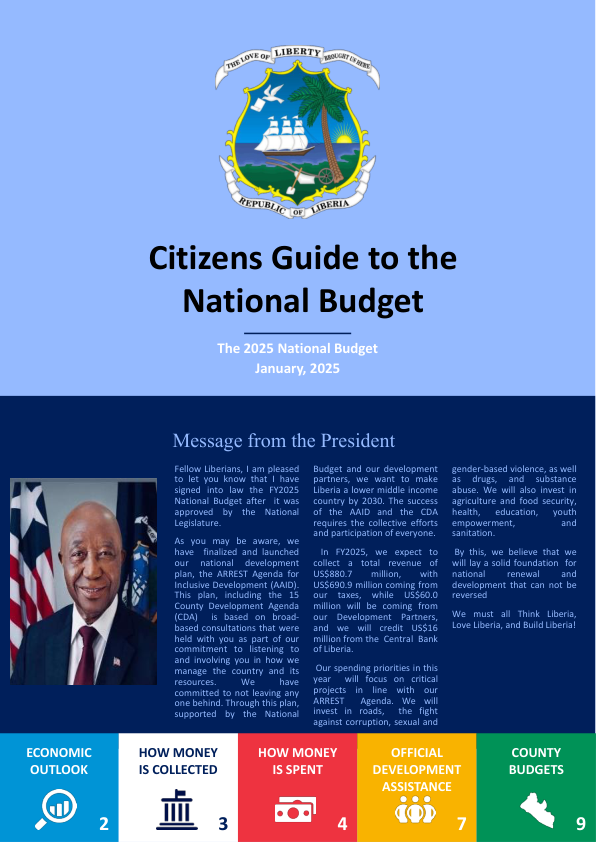 THE LOVE OF LIBERTY BROUGHT US HERE
REPUBLIC OF LIBERIA
Citizens Guide to the
National Budget
The 2025 National Budget
January, 2025
Message from the President
Fellow Liberians, I am pleased
to let you know that I have
signed into law the FY2025
National Budget after it was
approved by the National
Legislature.
As you may be aware, we
have finalized and launched
our national development
plan, the ARREST Agenda for
Inclusive Development (AAID).
This plan, including the 15
County Development Agenda
(CDA) is based on broad-
based consultations that were
held with you as part of our
commitment to listening to
and involving you in how we
manage the country and its
resources. We have
committed to not leaving any
one behind. Through this plan,
supported by the National
Budget and our development
partners, we want to make
Liberia a lower middle income
country by 2030. The success
of the AAID and the CDA
requires the collective efforts
and participation of everyone.
In FY2025, we expect to
collect a total revenue of
US$880.7 million, with
US$690.9 million coming from
our taxes, while US$60.0
million will be coming from
our Development Partners,
and we will credit US$16
million from the Central Bank
of Liberia.
Our spending priorities in this
year will focus on critical
projects in line with our
ARREST Agenda. We will
invest in roads, the fight
against corruption, sexual and
gender-based violence, as well
as drugs, and substance
abuse. We will also invest in
agriculture and food security,
health, education, youth
empowerment, and
sanitation.
By this, we believe that we
will lay a solid foundation for
national renewal and
development that can not be
reversed
We must all Think Liberia,
Love Liberia, and Build Liberia!
ECONOMIC
OUTLOOK
2
HOW MONEY
IS COLLECTED
3
HOW MONEY
IS SPENT
4
OFFICIAL
DEVELOPMENT
ASSISTANCE
7
COUNTY
BUDGETS
9